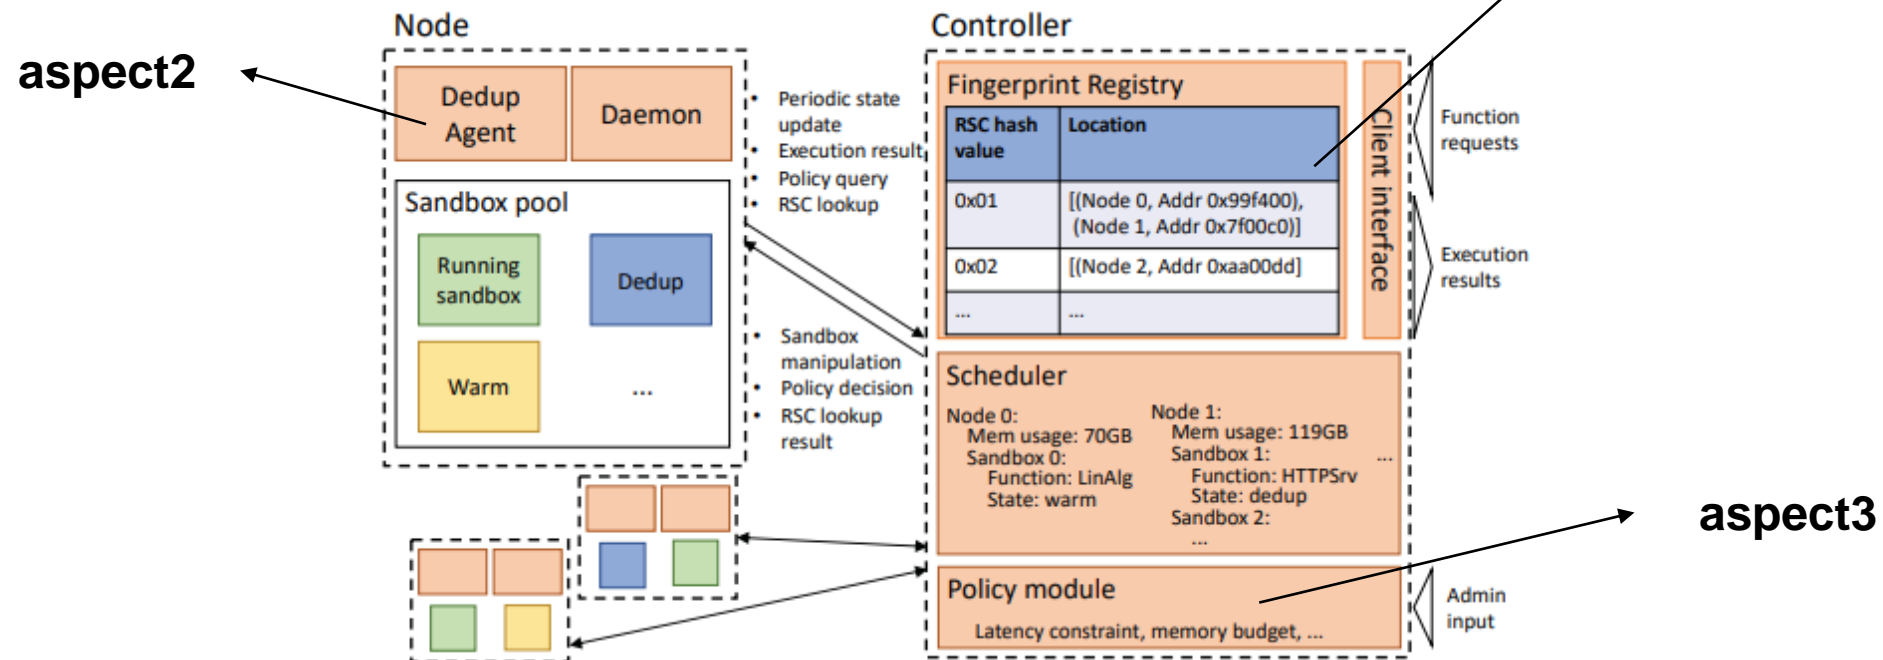 Node
Controller
aspect2
Dedup
Agent
Daemon
Sandbox pool
Running
sandbox
Dedup
Warm
...
• Periodic state
update
• Execution result
• Policy query
• RSC lookup
• Sandbox
manipulation
• Policy decision
• RSC lookup
result
Fingerprint Registry
RSC hash
value
Location
0x01
[(Node 0, Addr 0x99f400),
(Node 1, Addr 0x7f00c0)]
0x02
[(Node 2, Addr 0xaa00dd]
...
...
Client interface
Function
requests
Execution
results
Scheduler
Node 0:
Mem usage: 70GB
Sandbox 0:
Function: LinAlg
State: warm
Node 1:
Mem usage: 119GB
Sandbox 1:
Function: HTTPSrv
State: dedup
Sandbox 2:
...
...
aspect3
Policy module
Latency constraint, memory budget, ...
Admin
input